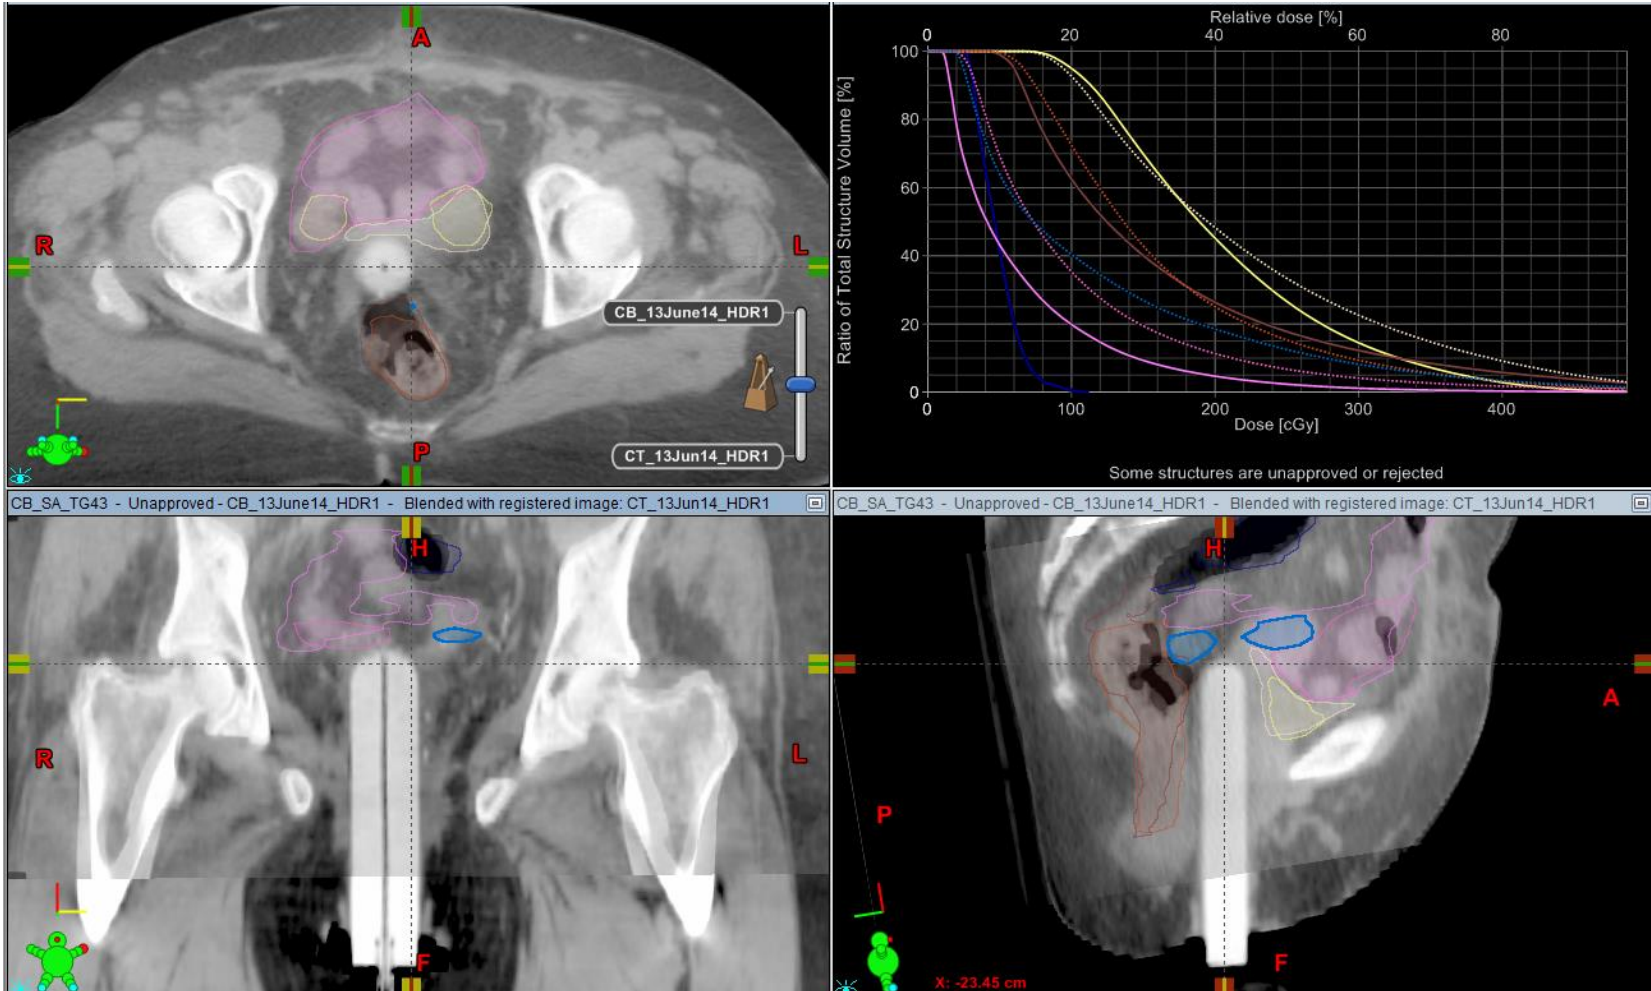 A
R
L
P
CB_13June14_HDR1
CT_13Jun14_HDR1
Relative dose [%]
0 20 40 60 80
Ratio of Total Structure Volume [%]
100
80
60
40
20
0
0 100 200 300 400
Dose [cGy]
Some structures are unapproved or rejected
CB_SA_TG43 - Unapproved - CB_13June14_HDR1 - Blended with registered image: CT_13Jun14_HDR1
H
R
L
F
CB_SA_TG43 - Unapproved - CB_13June14_HDR1 - Blended with registered image: CT_13Jun14_HDR1
H
A
P
F
X: -23.45 cm